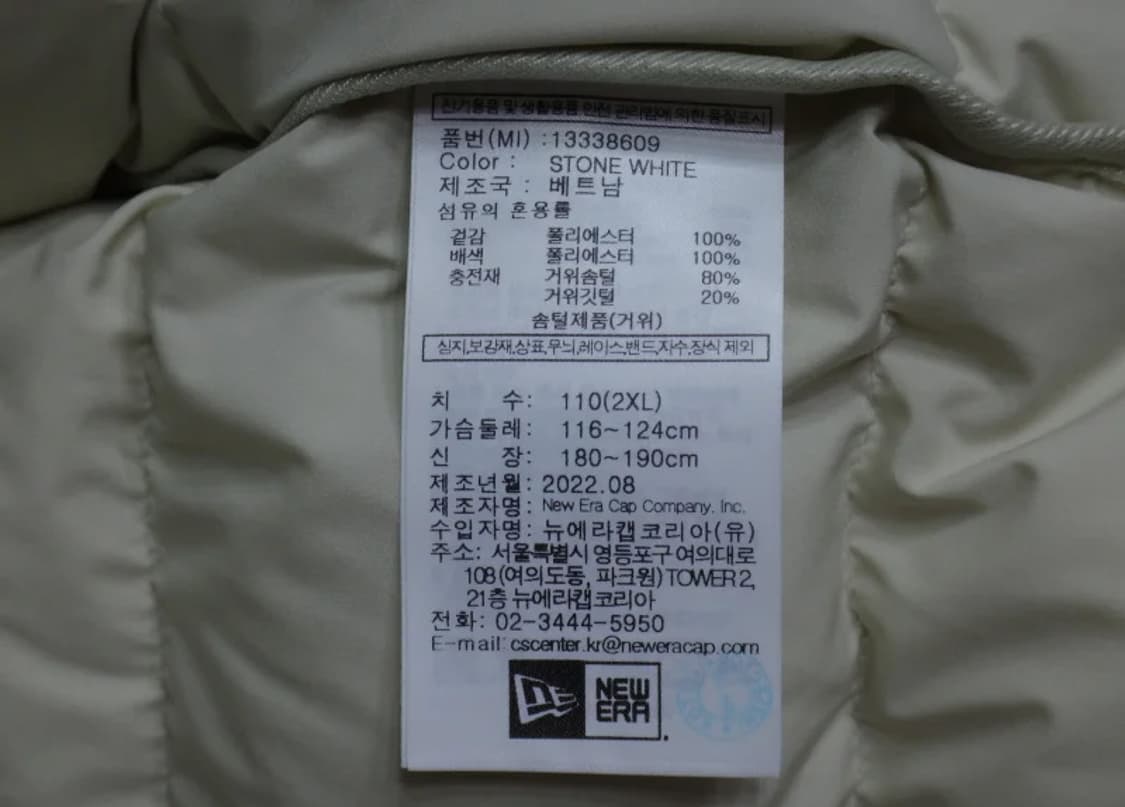 전기용품 및 생활용품 안전 관리법에 의한 품질표시
품번(MI) :13338609
Color : STONE WHITE
제조국 : 베트남
섬유의 혼용률
겉감 폴리에스터 100%
배색 폴리에스터 100%
충전재 거위솜털 80%
거위깃털 20%
솜털제품(거위)
심지,보강재,상표,무늬,레이스,밴드,자수,장식 제외
치 수: 110(2XL)
가슴둘레: 116~124cm
신 장: 180~190cm
제조년월: 2022.08
제조자명: New Era Cap Company. Inc.
수입자명: 뉴에라캡코리아(유)
주소: 서울특별시 영등포구 여의대로
108 (여의도동, 파크원) TOWER 2,
21층 뉴에라캡코리아
전화: 02-3444-5950
E-mail: cscenter.kr@neweracap.com
NEW
ERA